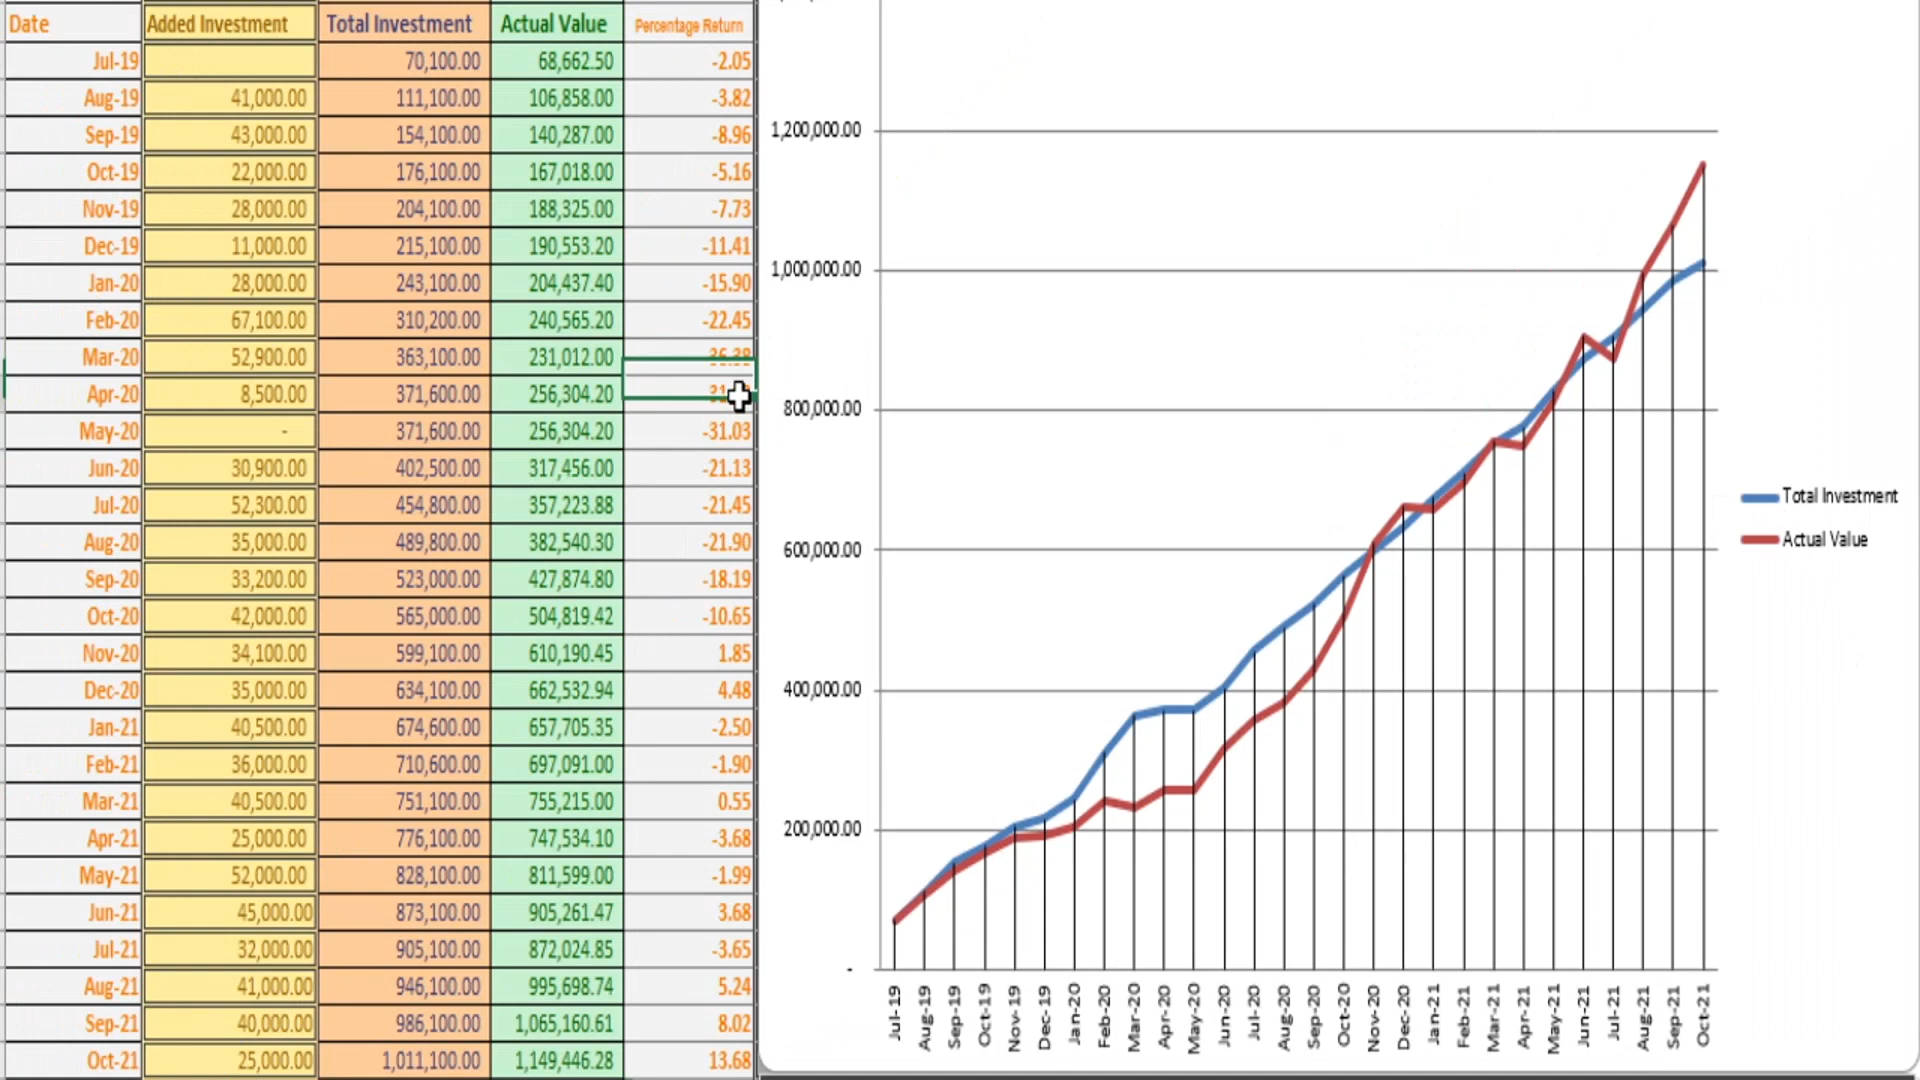 Date Added Investment Total Investment Actual Value Percentage Return
Jul-19 70,100.00 68,662.50 -2.05
Aug-19 41,000.00 111,100.00 106,858.00 -3.82
Sep-19 43,000.00 154,100.00 140,287.00 -8.96
Oct-19 22,000.00 176,100.00 167,018.00 -5.16
Nov-19 28,000.00 204,100.00 188,325.00 -7.73
Dec-19 11,000.00 215,100.00 190,553.20 -11.41
Jan-20 28,000.00 243,100.00 204,437.40 -15.90
Feb-20 67,100.00 310,200.00 240,565.20 -22.45
Mar-20 52,900.00 363,100.00 231,012.00
Apr-20 8,500.00 371,600.00 256,304.20
May-20 - 371,600.00 256,304.20 -31.03
Jun-20 30,900.00 402,500.00 317,456.00 -21.13
Jul-20 52,300.00 454,800.00 357,223.88 -21.45
Aug-20 35,000.00 489,800.00 382,540.30 -21.90
Sep-20 33,200.00 523,000.00 427,874.80 -18.19
Oct-20 42,000.00 565,000.00 504,819.42 -10.65
Nov-20 34,100.00 599,100.00 610,190.45 1.85
Dec-20 35,000.00 634,100.00 662,532.94 4.48
Jan-21 40,500.00 674,600.00 657,705.35 -2.50
Feb-21 36,000.00 710,600.00 697,091.00 -1.90
Mar-21 40,500.00 751,100.00 755,215.00 0.55
Apr-21 25,000.00 776,100.00 747,534.10 -3.68
May-21 52,000.00 828,100.00 811,599.00 -1.99
Jun-21 45,000.00 873,100.00 905,261.47 3.68
Jul-21 32,000.00 905,100.00 872,024.85 -3.65
Aug-21 41,000.00 946,100.00 995,698.74 5.24
Sep-21 40,000.00 986,100.00 1,065,160.61 8.02
Oct-21 25,000.00 1,011,100.00 1,149,446.28 13.68
1,200,000.00
1,000,000.00
800,000.00
600,000.00
400,000.00
200,000.00
-
Jul-19 Aug-19 Sep-19 Oct-19 Nov-19 Dec-19 Jan-20 Feb-20 Mar-20 Apr-20 May-20 Jun-20 Jul-20 Aug-20 Sep-20 Oct-20 Nov-20 Dec-20 Jan-21 Feb-21 Mar-21 Apr-21 May-21 Jun-21 Jul-21 Aug-21 Sep-21 Oct-21
Total Investment
Actual Value